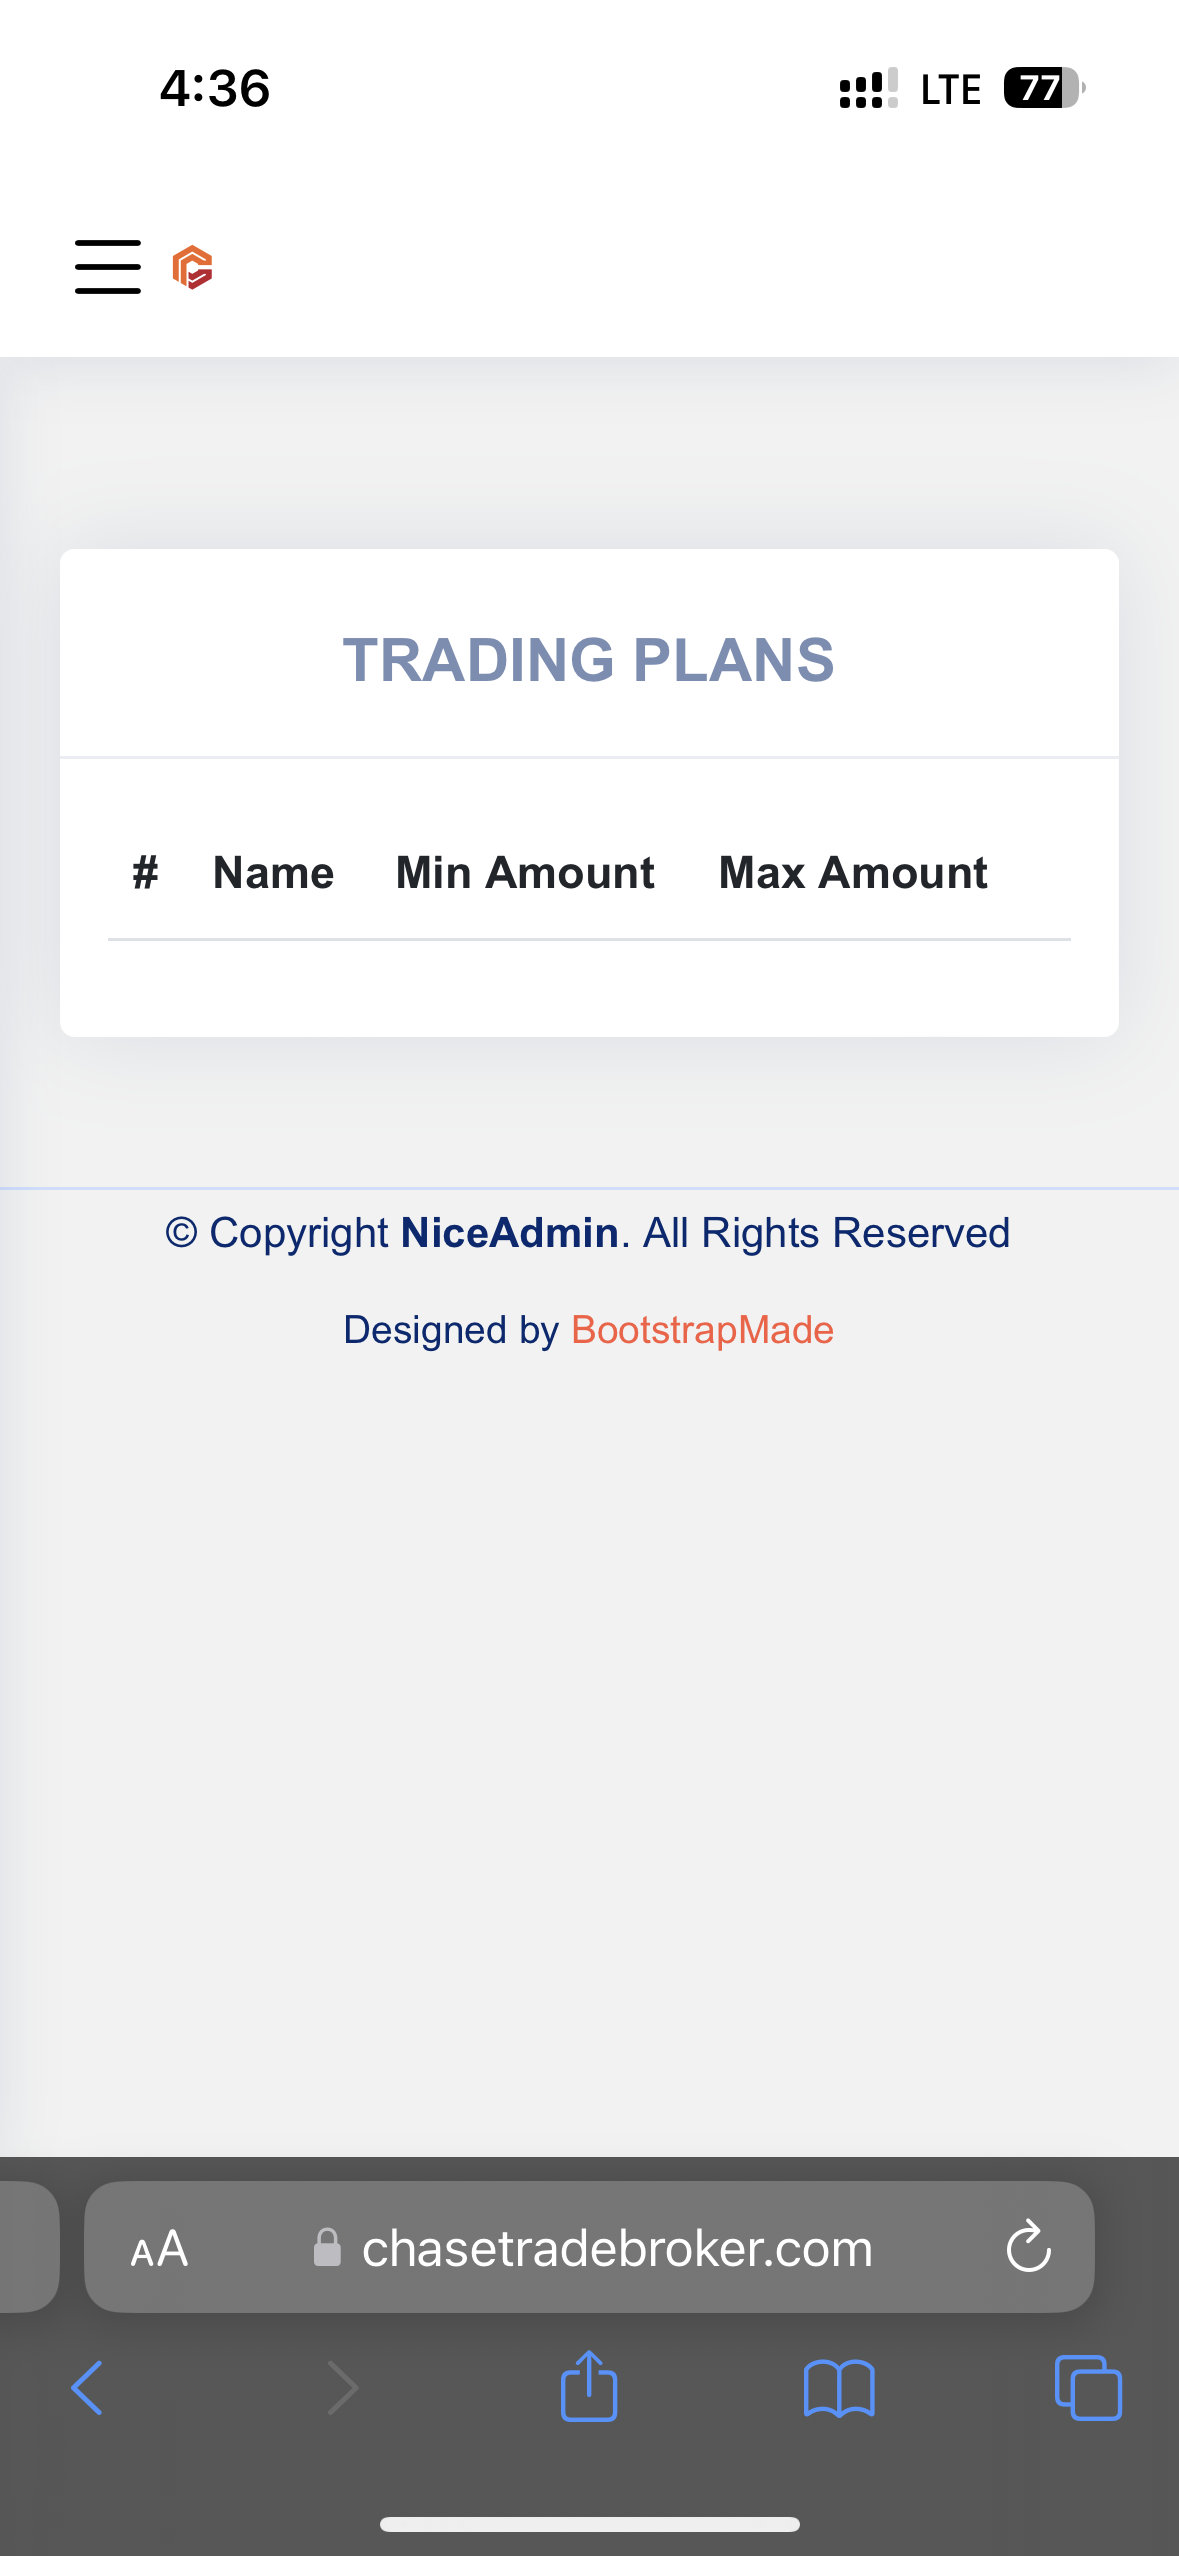 4:36
LTE 77
TRADING PLANS
# Name Min Amount Max Amount
© Copyright NiceAdmin. All Rights Reserved
Designed by BootstrapMade
AA chasetradebroker.com